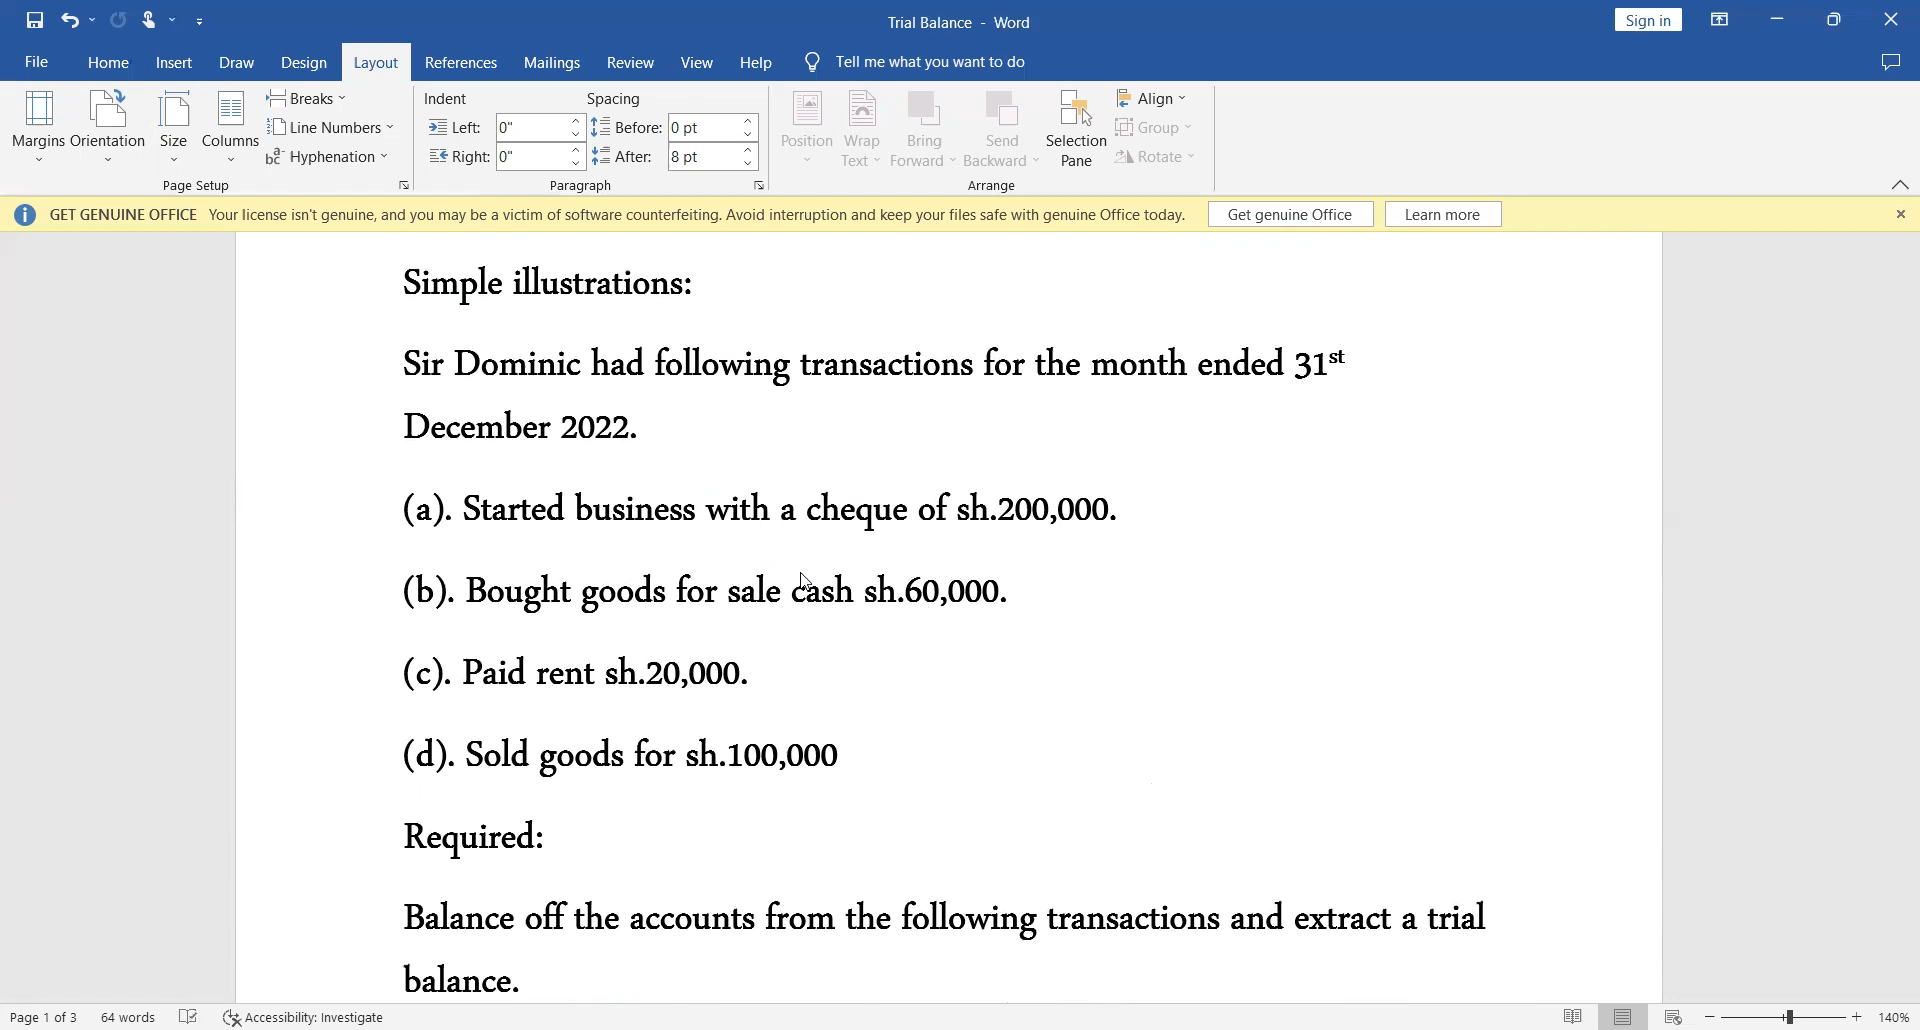 Trial Balance - Word
Sign in
File Home Insert Draw Design Layout References Mailings Review View Help Tell me what you want to do
Margins Orientation Size Columns
Breaks
Line Numbers
Hyphenation
Page Setup
Indent Spacing
Left: 0" Before: 0 pt
Right: 0" After: 8 pt
Paragraph
Position Wrap Text Bring Forward Send Backward Selection Pane
Align
Group
Rotate
Arrange
GET GENUINE OFFICE Your license isn't genuine, and you may be a victim of software counterfeiting. Avoid interruption and keep your files safe with genuine Office today. Get genuine Office Learn more
Simple illustrations:
Sir Dominic had following transactions for the month ended 31st
December 2022.
(a). Started business with a cheque of sh.200,000.
(b). Bought goods for sale cash sh.60,000.
(c). Paid rent sh.20,000.
(d). Sold goods for sh.100,000
Required:
Balance off the accounts from the following transactions and extract a trial
balance.
Page 1 of 3 64 words Accessibility: Investigate 140%